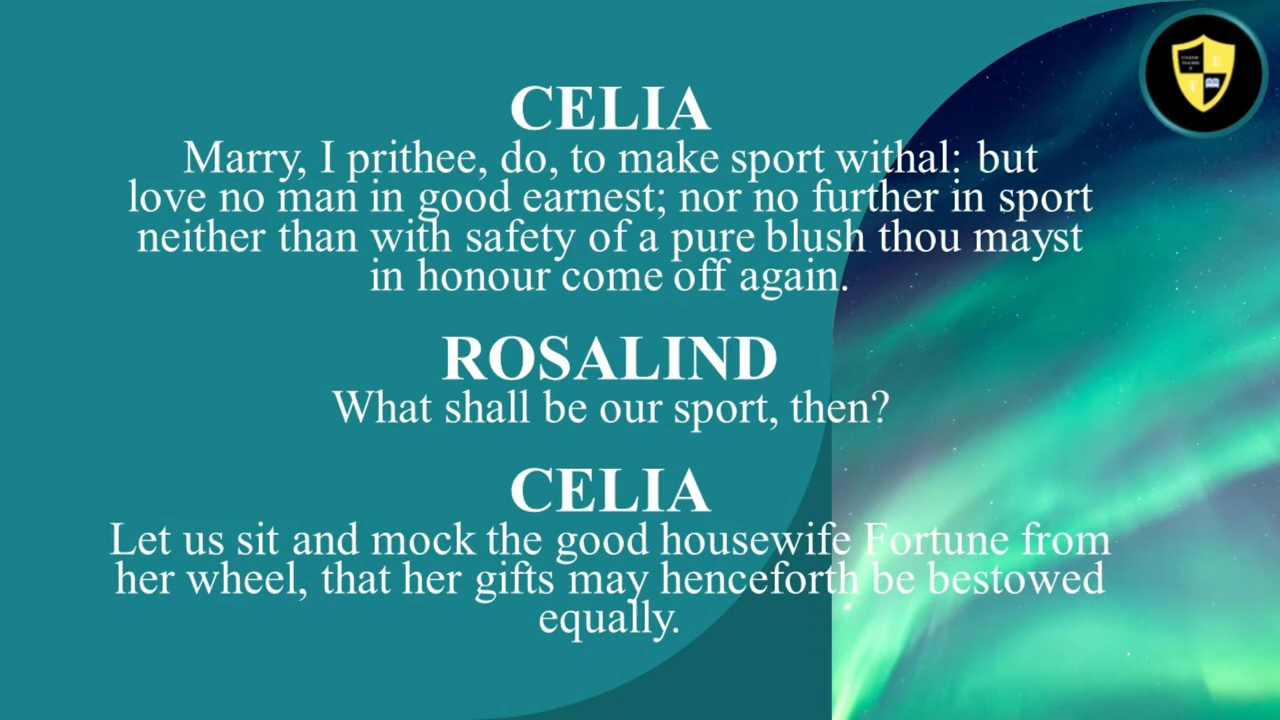 CELIA
Marry, I prithee, do, to make sport withal: but
love no man in good earnest; nor no further in sport
neither than with safety of a pure blush thou mayst
in honour come off again.
ROSALIND
What shall be our sport, then?
CELIA
Let us sit and mock the good housewife Fortune from
her wheel, that her gifts may henceforth be bestowed
equally.